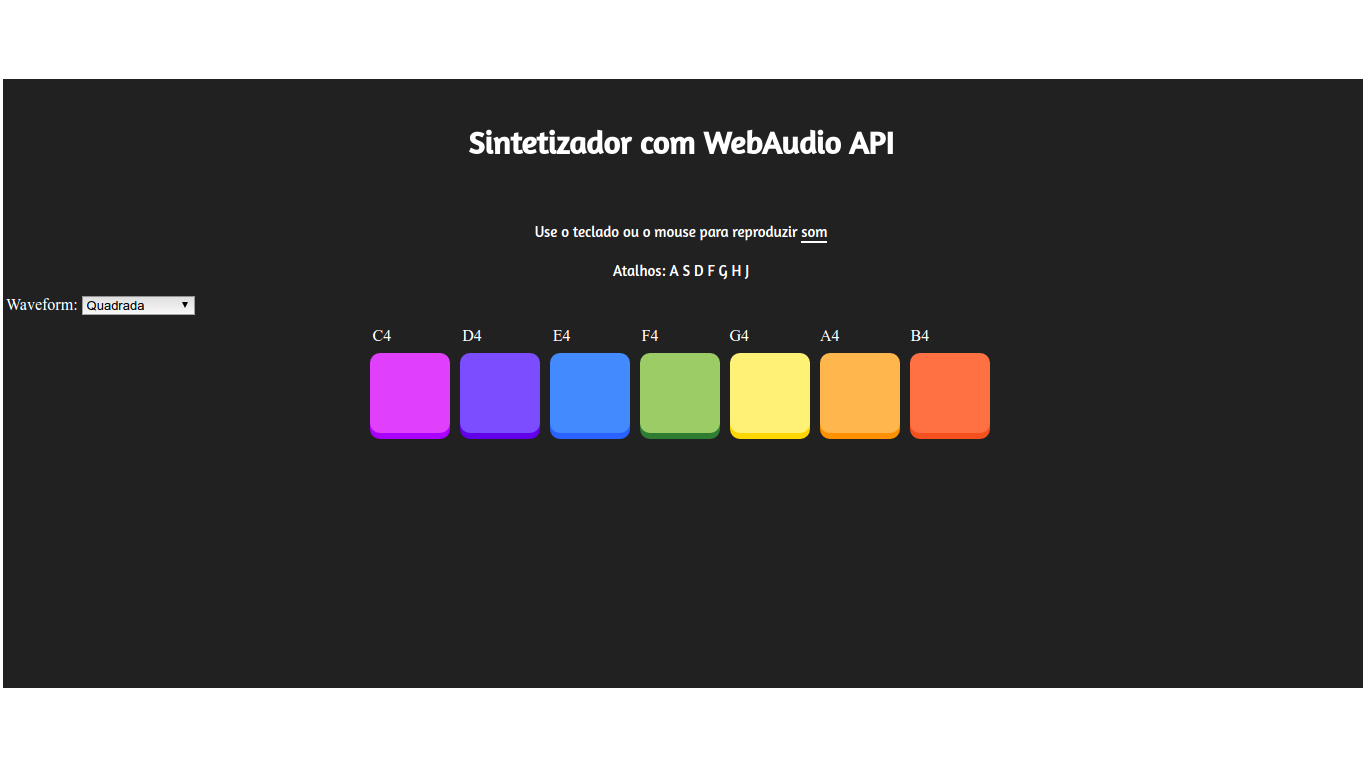 Sintetizador com WebAudio API
Use o teclado ou o mouse para reproduzir som
Atalhos: A S D F G H J
Waveform: Quadrada
C4 D4 E4 F4 G4 A4 B4